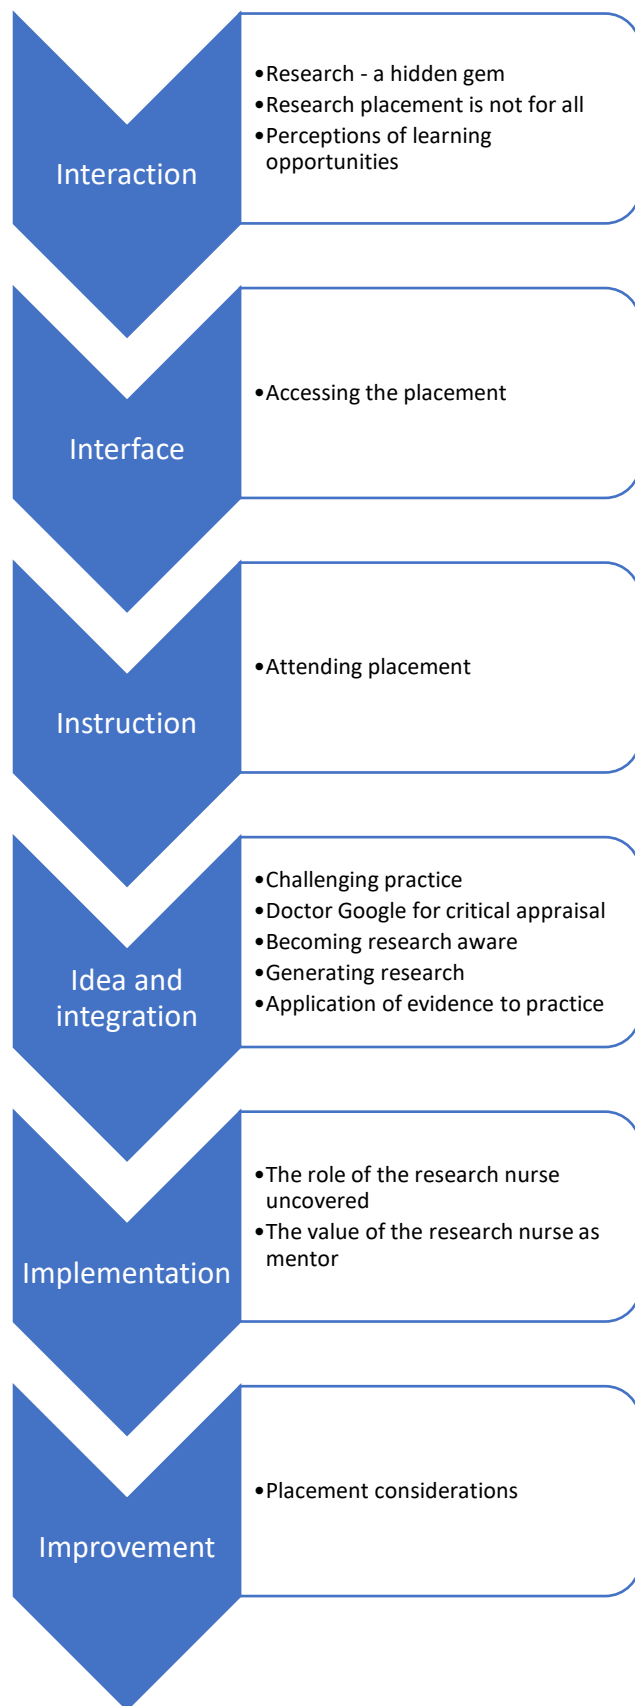 Interaction
•Research - a hidden gem
•Research placement is not for all
•Perceptions of learning
opportunities
Interface
•Accessing the placement
Instruction
•Attending placement
Idea and
integration
•Challenging practice
•Doctor Google for critical appraisal
•Becoming research aware
•Generating research
•Application of evidence to practice
Implementation
•The role of the research nurse
uncovered
•The value of the research nurse as
mentor
Improvement
•Placement considerations